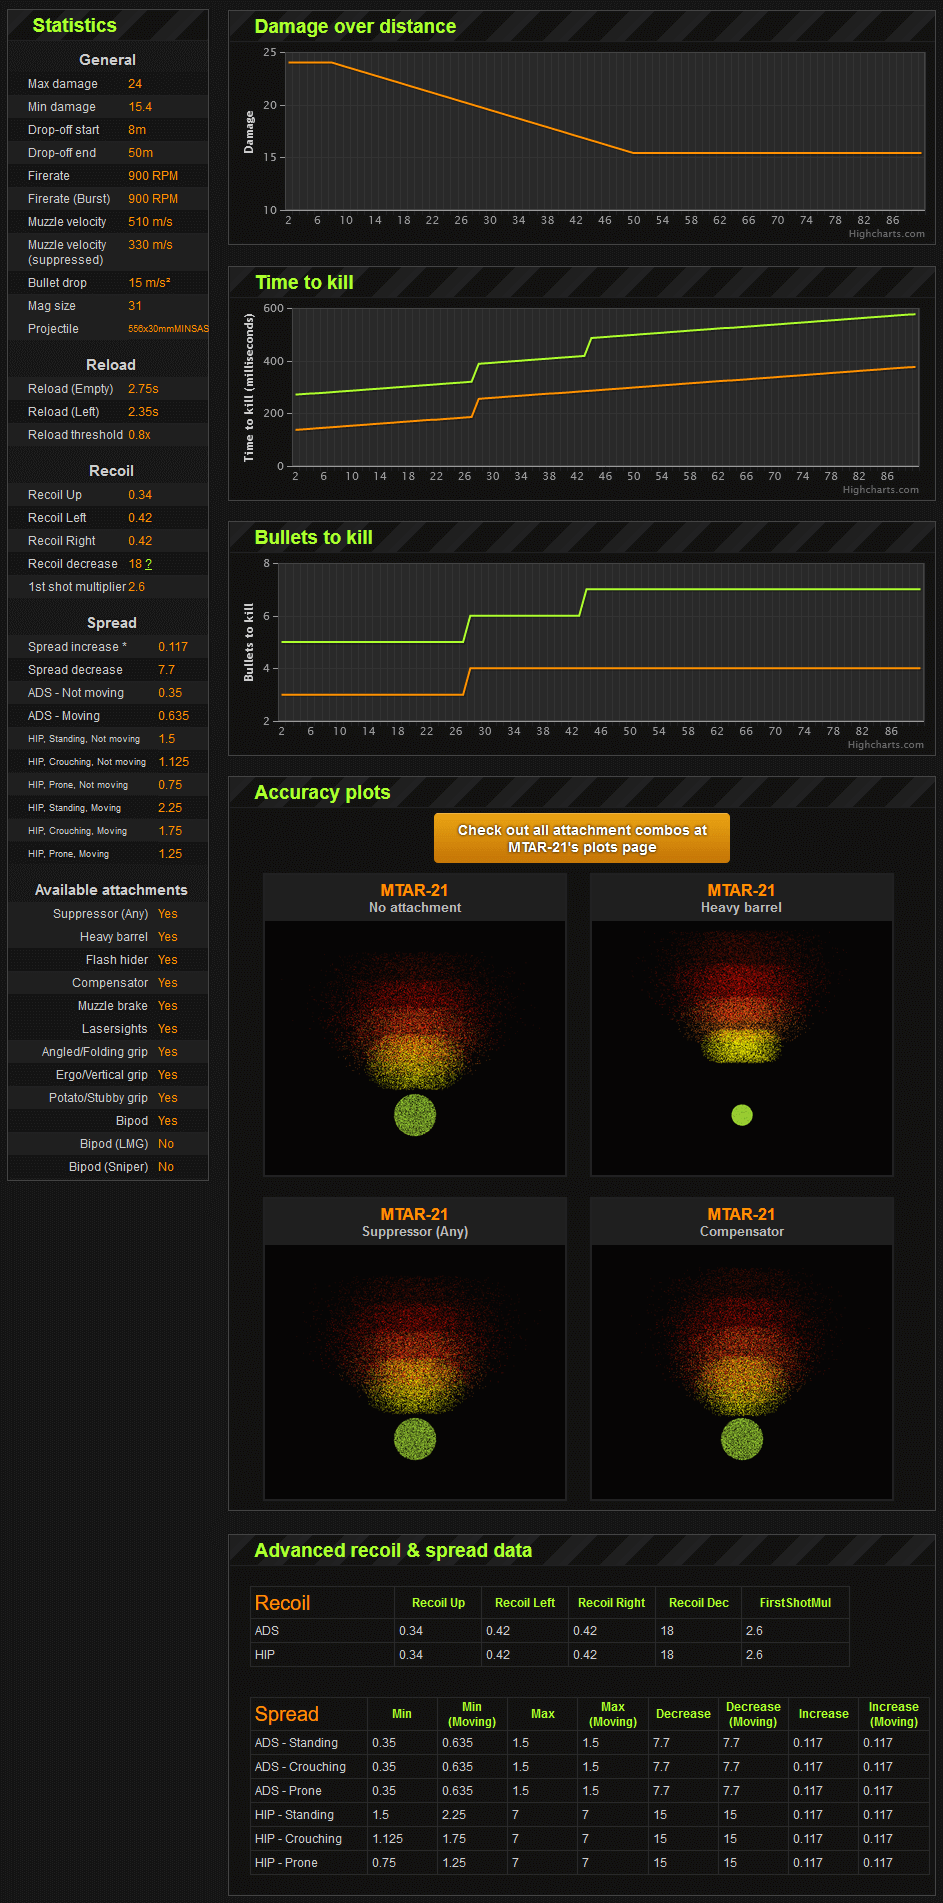 Statistics
General
Max damage 24
Min damage 15.4
Drop-off start 8m
Drop-off end 50m
Firerate 900 RPM
Firerate (Burst) 900 RPM
Muzzle velocity 510 m/s
Muzzle velocity 330 m/s
(suppressed)
Bullet drop 15 m/s²
Mag size 31
Projectile 556x30mmMINSAS
Reload
Reload (Empty) 2.75s
Reload (Left) 2.35s
Reload threshold 0.8x
Recoil
Recoil Up 0.34
Recoil Left 0.42
Recoil Right 0.42
Recoil decrease 18 ?
1st shot multiplier 2.6
Spread
Spread increase * 0.117
Spread decrease 7.7
ADS - Not moving 0.35
ADS - Moving 0.635
HIP, Standing, Not moving 1.5
HIP, Crouching, Not moving 1.125
HIP, Prone, Not moving 0.75
HIP, Standing, Moving 2.25
HIP, Crouching, Moving 1.75
HIP, Prone, Moving 1.25
Available attachments
Suppressor (Any) Yes
Heavy barrel Yes
Flash hider Yes
Compensator Yes
Muzzle brake Yes
Lasersights Yes
Angled/Folding grip Yes
Ergo/Vertical grip Yes
Potato/Stubby grip Yes
Bipod Yes
Bipod (LMG) No
Bipod (Sniper) No
Damage over distance
Damage
25
20
15
10
2 6 10 14 18 22 26 30 34 38 42 46 50 54 58 62 66 70 74 78 82 86
Highcharts.com
Time to kill
Time to kill (milliseconds)
600
400
200
0
2 6 10 14 18 22 26 30 34 38 42 46 50 54 58 62 66 70 74 78 82 86
Highcharts.com
Bullets to kill
Bullets to kill
8
6
4
2
2 6 10 14 18 22 26 30 34 38 42 46 50 54 58 62 66 70 74 78 82 86
Highcharts.com
Accuracy plots
Check out all attachment combos at
MTAR-21's plots page
MTAR-21
No attachment
MTAR-21
Heavy barrel
MTAR-21
Suppressor (Any)
MTAR-21
Compensator
Advanced recoil & spread data
Recoil Recoil Up Recoil Left Recoil Right Recoil Dec FirstShotMul
ADS 0.34 0.42 0.42 18 2.6
HIP 0.34 0.42 0.42 18 2.6
Spread Min Min (Moving) Max Max (Moving) Decrease Decrease (Moving) Increase Increase (Moving)
ADS - Standing 0.35 0.635 1.5 1.5 7.7 7.7 0.117 0.117
ADS - Crouching 0.35 0.635 1.5 1.5 7.7 7.7 0.117 0.117
ADS - Prone 0.35 0.635 1.5 1.5 7.7 7.7 0.117 0.117
HIP - Standing 1.5 2.25 7 7 15 15 0.117 0.117
HIP - Crouching 1.125 1.75 7 7 15 15 0.117 0.117
HIP - Prone 0.75 1.25 7 7 15 15 0.117 0.117